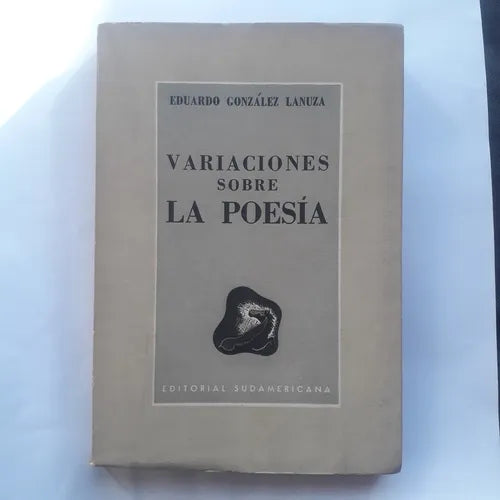 EDUARDO GONZÁLEZ LANUZA
VARIACIONES
SOBRE
LA POESÍA
EDITORIAL SUDAMERICANA